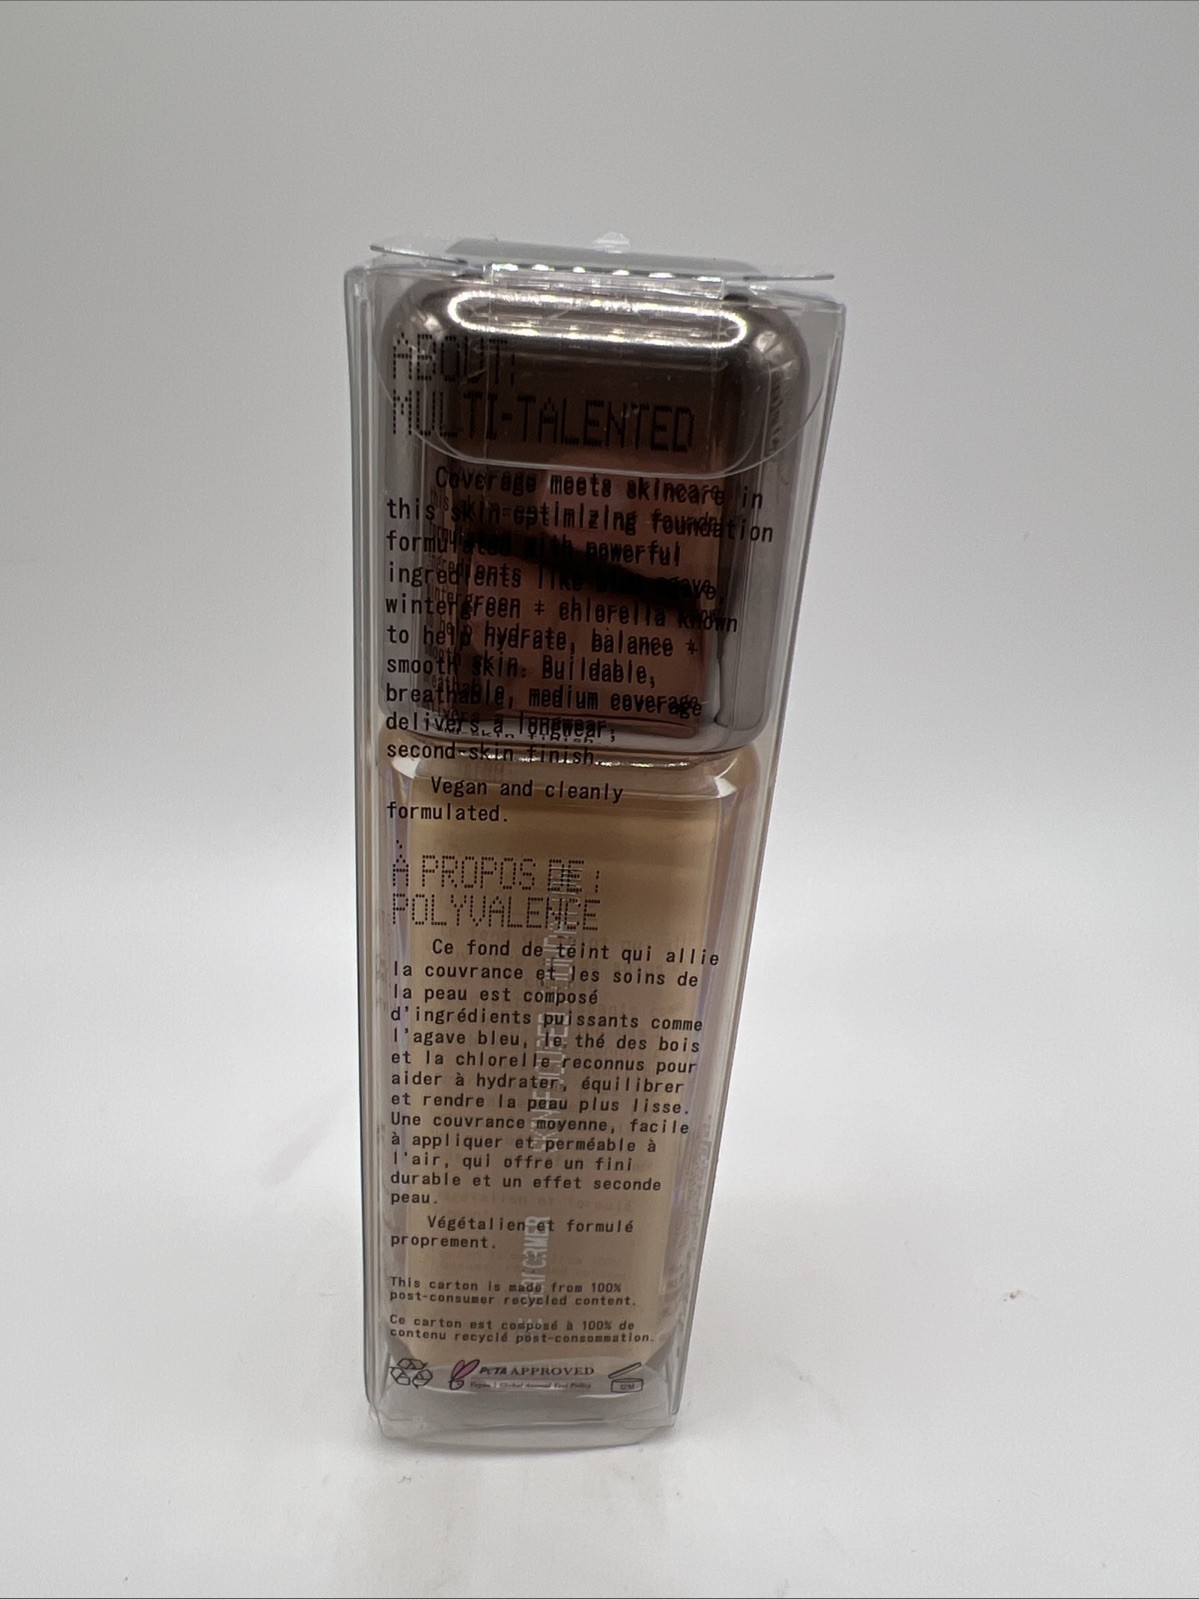 ABOUT:
MULTI-TALENTED
Coverage meets skincare in
this skin-optimizing foundation
formulated with powerful
ingredients like blue agave,
wintergreen + chlorella known
to help hydrate, balance +
smooth skin. Buildable,
breathable, medium coverage
delivers a longwear,
second-skin finish.
Vegan and cleanly
formulated.
À PROPOS DE :
POLYVALENCE
Ce fond de teint qui allie
la couvrance et les soins de
la peau est composé
d'ingrédients puissants comme
l'agave bleu, le thé des bois
et la chlorelle reconnus pour
aider à hydrater, équilibrer
et rendre la peau plus lisse.
Une couvrance moyenne, facile
à appliquer et perméable à
l'air, qui offre un fini
durable et un effet seconde
peau.
Végétalien et formulé
proprement.
This carton is made from 100%
post-consumer recycled content.
Ce carton est composé à 100% de
contenu recyclé post-consommation.
PETA APPROVED
Vegan | Global Animal Test Policy
12M